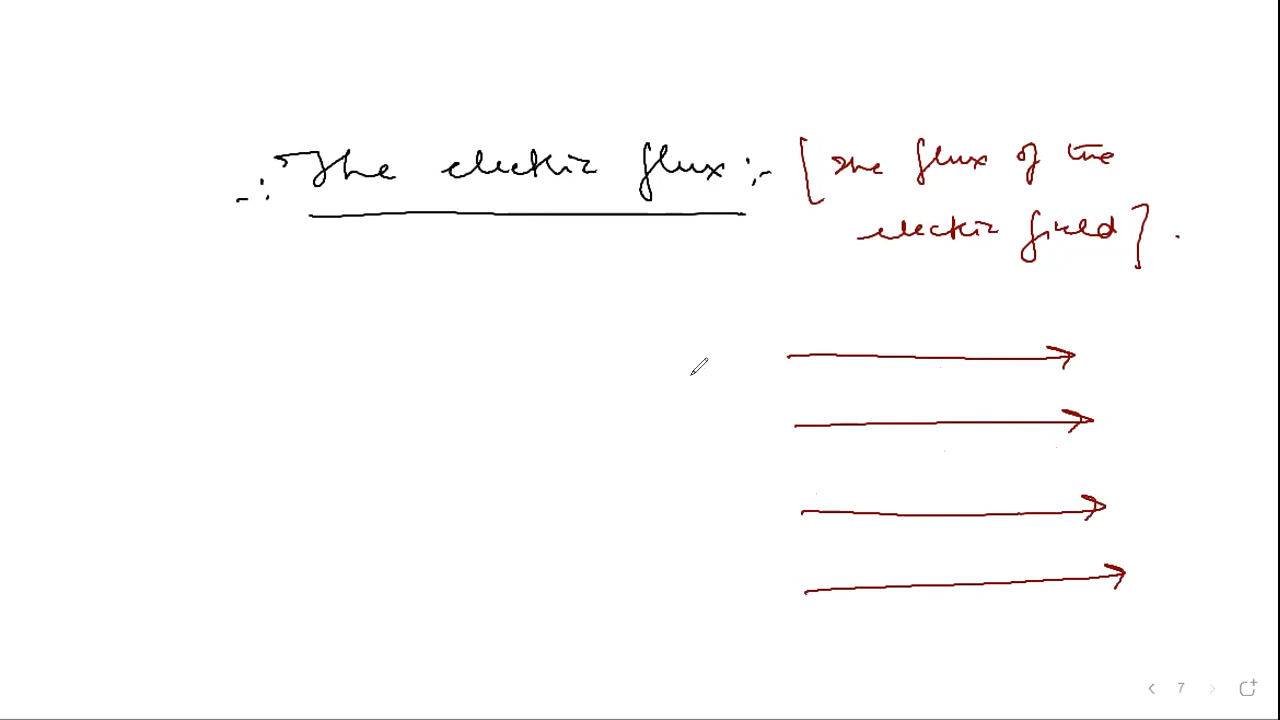 -: The electric flux :- [The flux of the
electric field] .
7